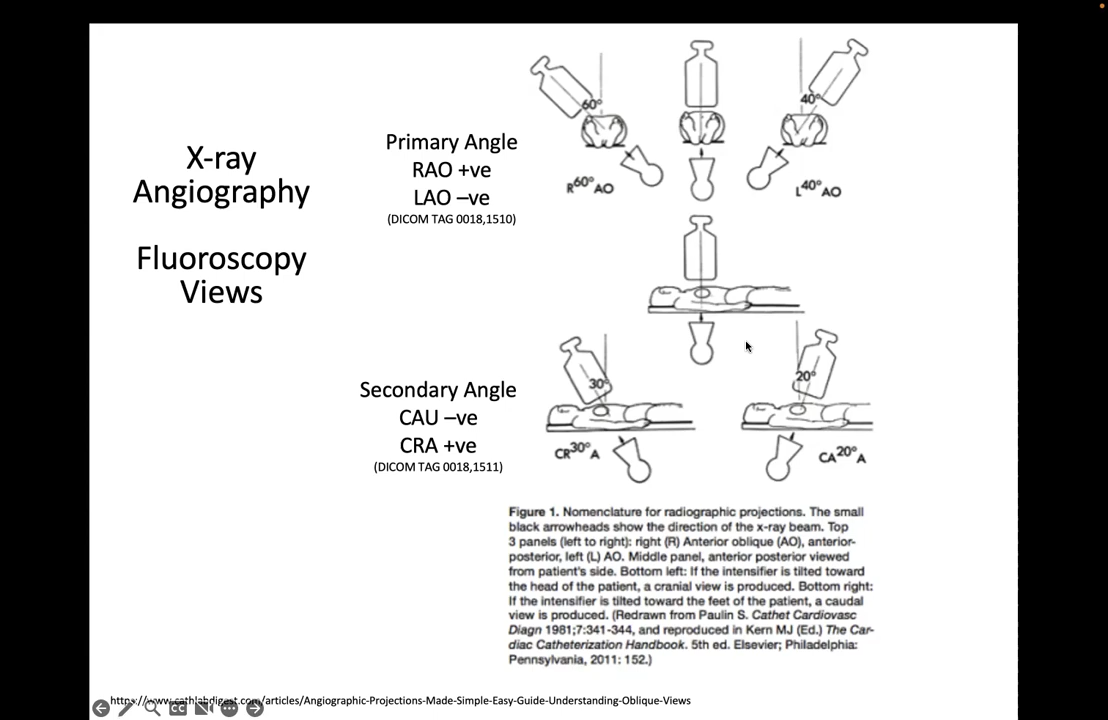 X-ray
Angiography
Fluoroscopy
Views
Primary Angle
RAO +ve
LAO –ve
(DICOM TAG 0018,1510)
60°
40°
R60°AO
L40°AO
Secondary Angle
CAU –ve
CRA +ve
(DICOM TAG 0018,1511)
30°
20°
CR30°A
CA20°A
Figure 1. Nomenclature for radiographic projections. The small
black arrowheads show the direction of the x-ray beam. Top
3 panels (left to right): right (R) Anterior oblique (AO), anterior-
posterior, left (L) AO. Middle panel, anterior posterior viewed
from patient's side. Bottom left: If the intensifier is tilted toward
the head of the patient, a cranial view is produced. Bottom right:
If the intensifier is tilted toward the feet of the patient, a caudal
view is produced. (Redrawn from Paulin S. Cathet Cardiovasc
Diagn 1981;7:341-344, and reproduced in Kern MJ (Ed.) The Car-
diac Catheterization Handbook. 5th ed. Elsevier; Philadelphia:
Pennsylvania, 2011: 152.)
https://www.cathlabdigest.com/articles/Angiographic-Projections-Made-Simple-Easy-Guide-Understanding-Oblique-Views
CC